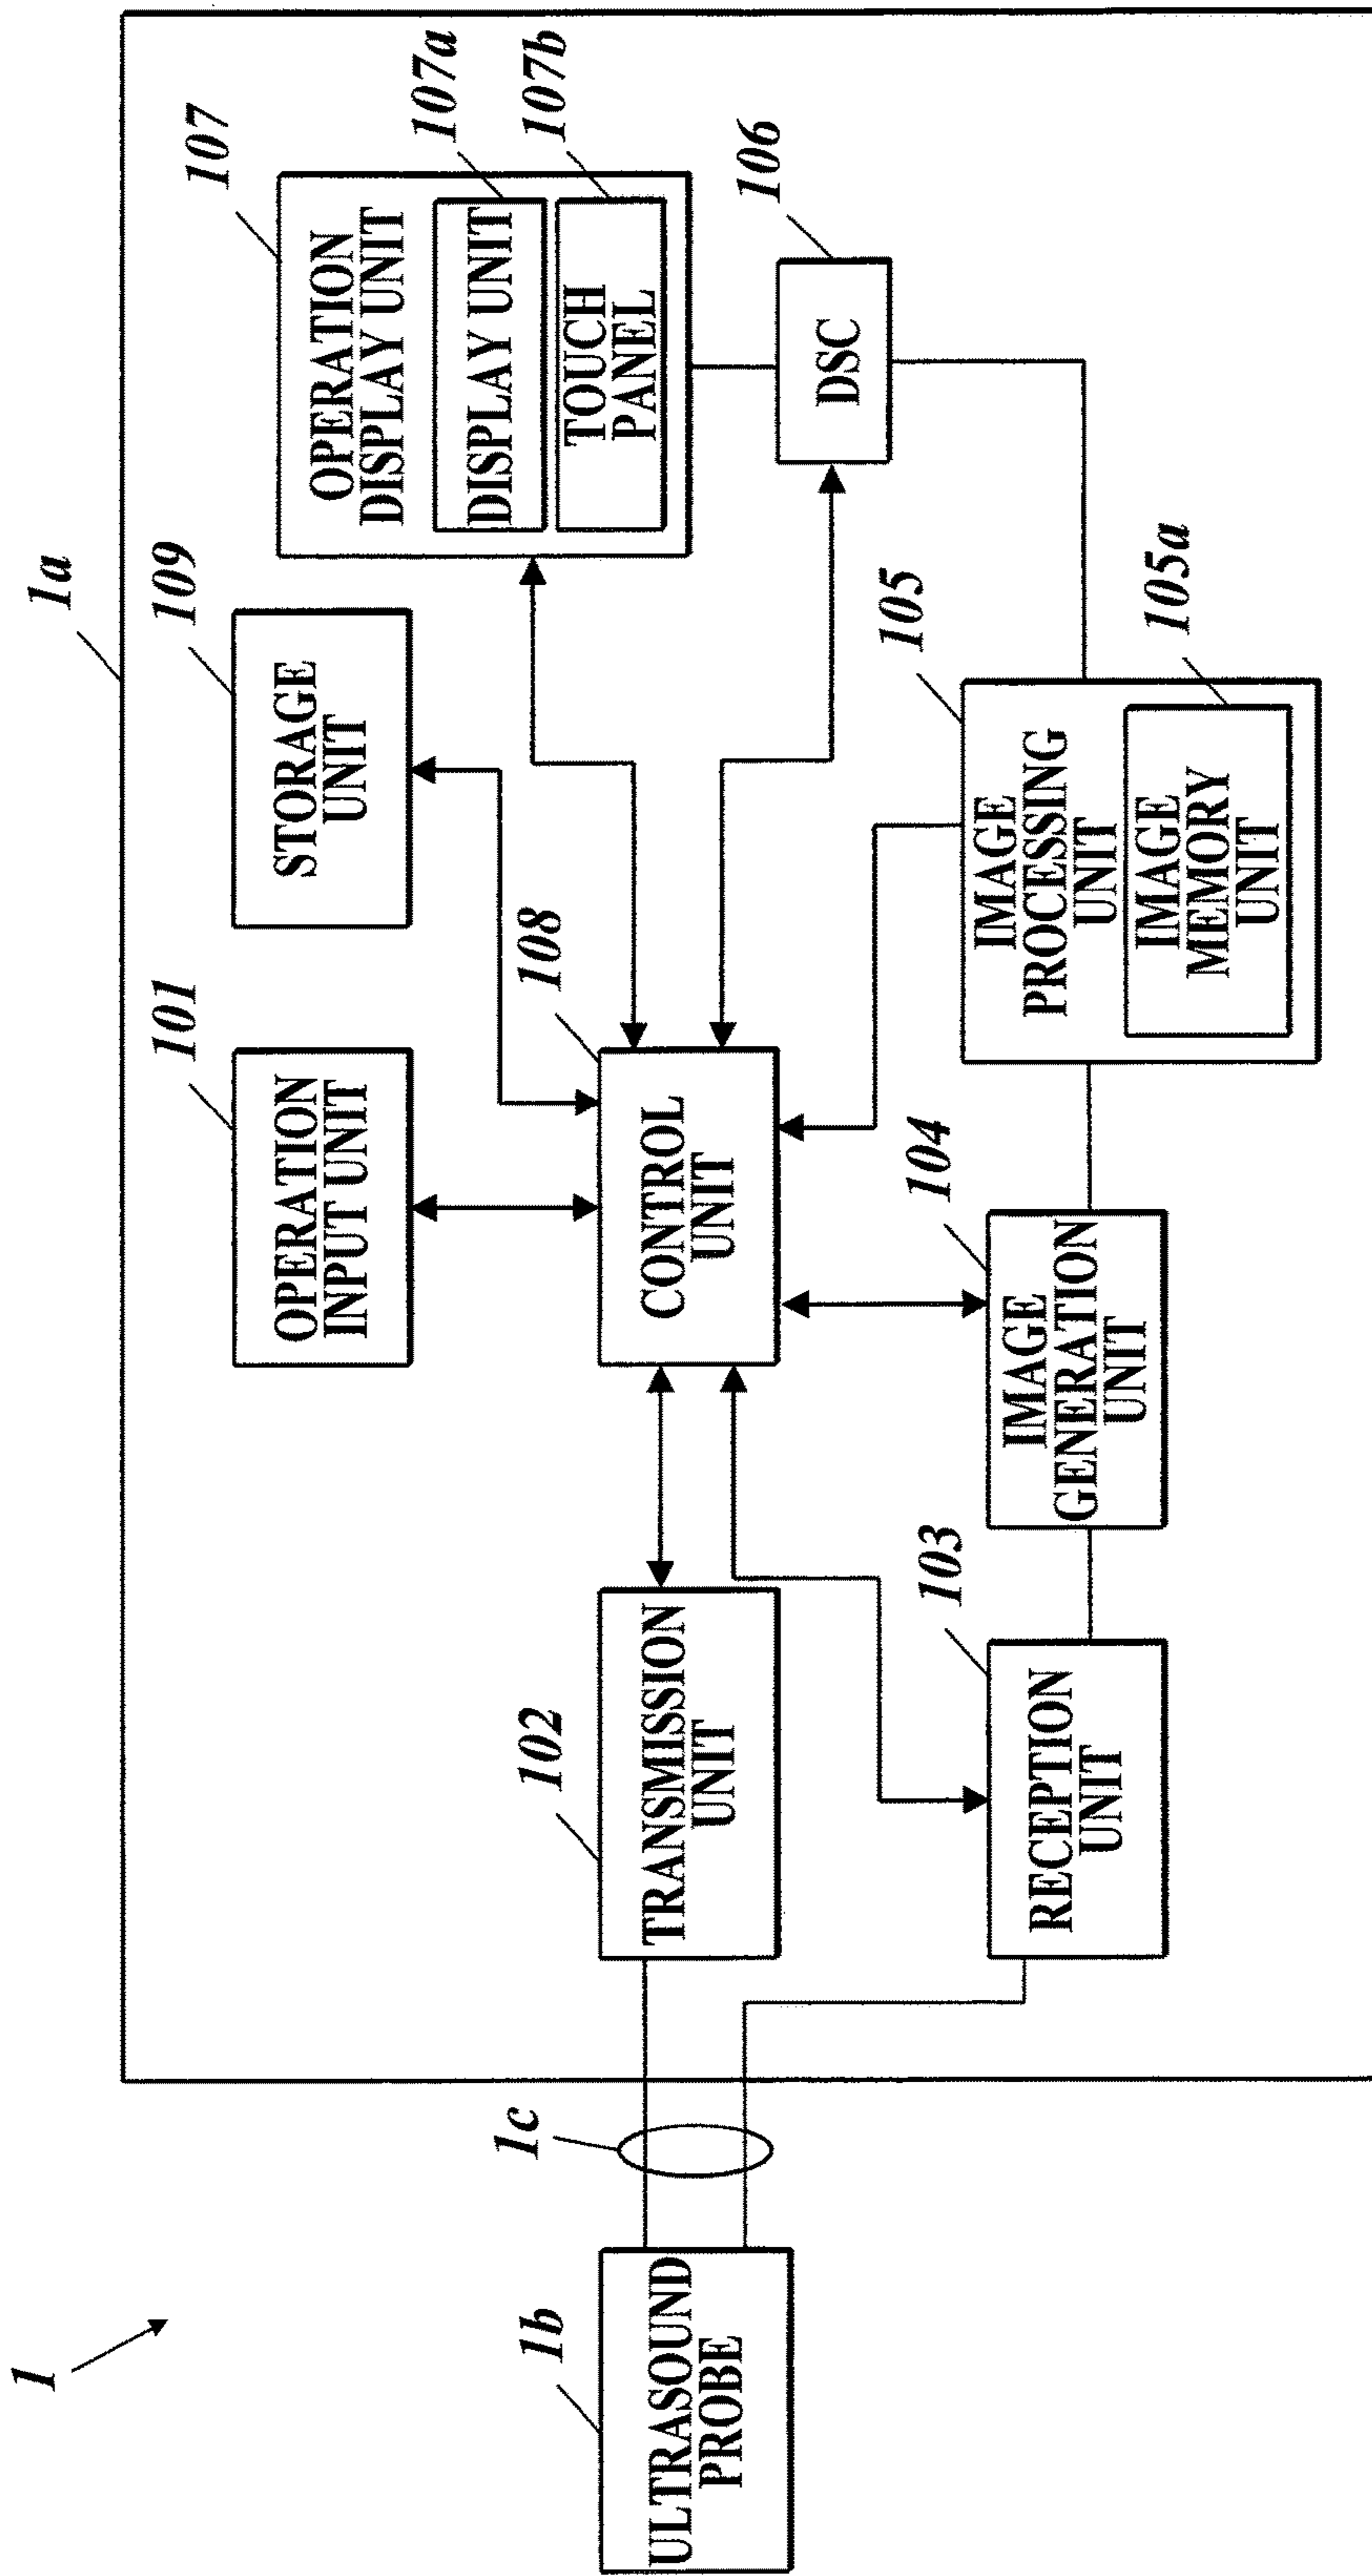 1
1a
101
OPERATION
INPUT UNIT
109
STORAGE
UNIT
107
OPERATION
DISPLAY UNIT
107a
DISPLAY UNIT
107b
TOUCH
PANEL
1b
ULTRASOUND
PROBE
1c
102
TRANSMISSION
UNIT
108
CONTROL
UNIT
106
DSC
103
RECEPTION
UNIT
104
IMAGE
GENERATION
UNIT
105
IMAGE
PROCESSING
UNIT
105a
IMAGE
MEMORY
UNIT